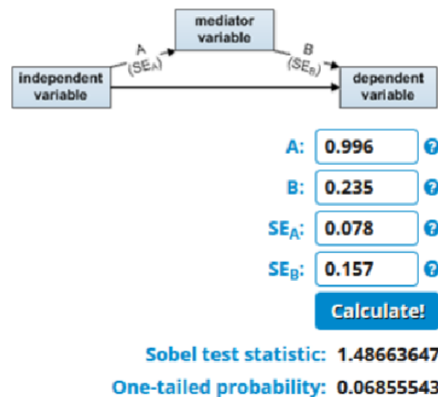 mediator
variable
A
(SEA)
B
(SEB)
independent
variable
dependent
variable
A: 0.996 ?
B: 0.235 ?
SEA: 0.078 ?
SEB: 0.157 ?
Calculate!
Sobel test statistic: 1.48663647
One-tailed probability: 0.06855543